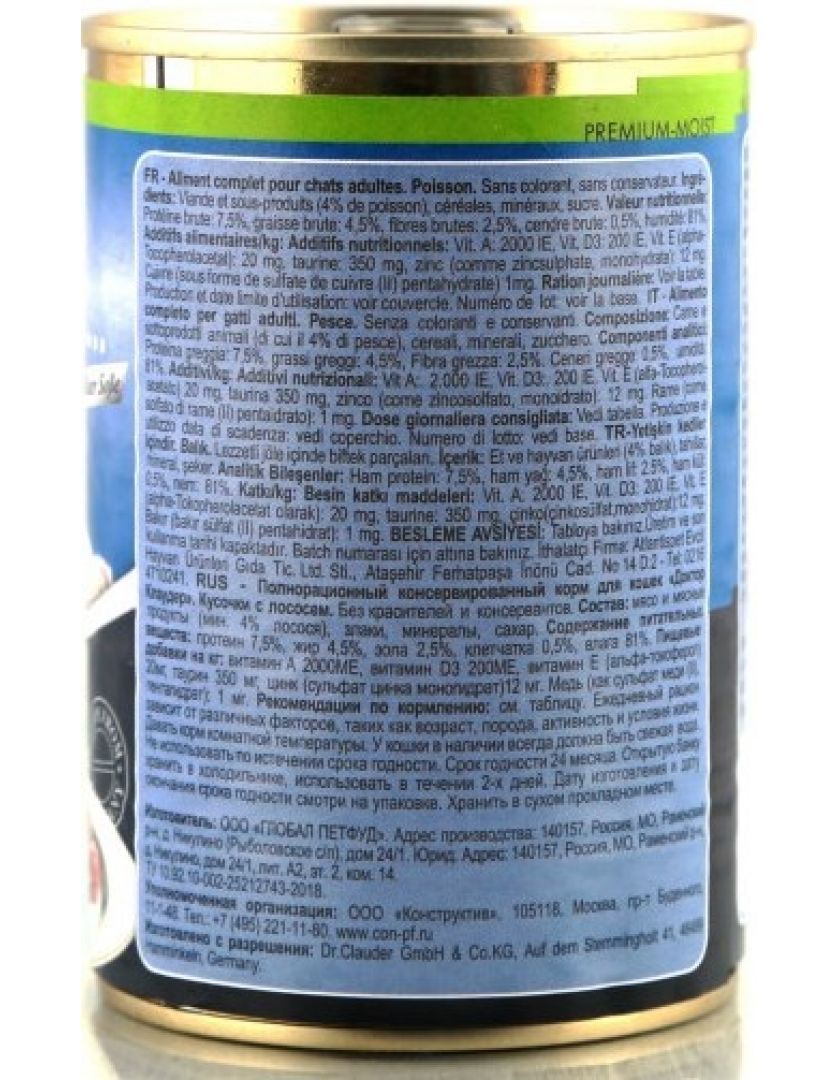 PREMIUM-MOIST
FR - Aliment complet pour chats adultes. Poisson. Sans colorant, sans conservateur. Ingré-
dients: Viande et sous-produits (4% de poisson), céréales, minéraux, sucre. Valeur nutritionnelle:
Protéine brute: 7,5%, graisse brute: 4,5%, fibres brutes: 2,5%, cendre brute: 0,5%, humidité: 81%.
Additifs alimentaires/kg: Additifs nutritionnels: Vit. A: 2000 IE, Vit. D3: 200 IE, Vit. E (alpha-
Tocopherolacetal): 20 mg, taurine: 350 mg, zinc (comme zincsulphate, monohydrate): 12 mg
Cuivre (sous forme de sulfate de cuivre (II) pentahydrate) 1mg. Ration journalière: Voir la table.
Production et date limite d'utilisation: voir couvercle. Numéro de lot: voir la base. IT - Alimento
completo per gatti adulti. Pesce. Senza coloranti e conservanti. Composizione: Carne e
sottoprodotti animali (di cui il 4% di pesce), cereali, minerali, zucchero. Componenti analitici:
Proteina greggia: 7,5%, grassi greggi: 4,5%, Fibra grezza: 2,5%. Ceneri gregge: 0,5%, umidità:
81%. Additivi/kg: Additivi nutrizionali: Vit A: 2.000 IE, Vit. D3: 200 IE, Vit. E (alfa-Tocopherol-
acetato) 20 mg, taurina 350 mg, zinco (come zincosolfato, monoidrato): 12 mg. Rame (come
solfato di rame (II) pentaidrato): 1 mg. Dose giornaliera consigliata: Vedi tabella. Produzione e
utilizzo data di scadenza: vedi coperchio. Numero di lotto: vedi base. TR-Yetişkin kediler
içindir. Balık. Lezzetli jöle içinde biftek parçaları. İçerik: Et ve hayvan ürünleri (4% balık), tahıllar,
mineral, şeker. Analitik Bileşenler: Ham protein: 7.5%, ham yağ: 4,5%, ham lif: 2.5%, ham kül:
0,5%, nem: 81%. Katkı/kg: Besin katkı maddeleri: Vit. A: 2000 IE, Vit. D3: 200 IE, Vit. E
(alpha-Tokopherolacetat olarak): 20 mg, taurine: 350 mg, çinko(çinkosülfat,monohidrat):12 mg,
Bakır (bakır sülfat (II) pentahidrat): 1 mg. BESLEME AVSİYESİ: Tabloya bakınız. Üretim ve son
kullanma tarihi kapaktadır. Batch numarası için altına bakınız. İthalatçı Firma: Atlantispet Evcil
Hayvan Ürünleri Gıda Tic. Ltd. Sti., Ataşehir Ferhatpaşa İnönü Cad. No 14 D:2 - Tel: 0216
4710241. RUS - Полнорационный консервированный корм для кошек «Доктор
Клаудер». Кусочки с лососем. Без красителей и консервантов. Состав: мясо и мясные
продукты (мин. 4% лосося), злаки, минералы, сахар. Содержание питательных
веществ: протеин 7,5%, жир 4,5%, зола 2,5%, клетчатка 0,5%, влага 81%. Пищевые
добавки на кг: витамин А 2000МЕ, витамин D3 200МЕ, витамин Е (альфа-токоферол)
20мг, таурин 350 мг, цинк (сульфат цинка моногидрат)12 мг. Медь (как сульфат меди (II),
пентагидрат): 1 мг. Рекомендации по кормлению: см. таблицу. Ежедневный рацион
зависит от различных факторов, таких как возраст, порода, активность и условия жизни.
Давать корм комнатной температуры. У кошки в наличии всегда должна быть свежая вода.
Не использовать по истечении срока годности. Срок годности 24 месяца. Открытую банку
хранить в холодильнике, использовать в течении 2-х дней. Дату изготовления и дату
окончания срока годности смотри на упаковке. Хранить в сухом прохладном месте.
Изготовитель: ООО «ГЛОБАЛ ПЕТФУД». Адрес производства: 140157, Россия, МО, Раменский
р-н, д. Никулино (Рыболовское с/п), дом 24/1. Юрид. Адрес: 140157, Россия, МО, Раменский р-н,
д. Никулино, дом 24/1, лит. А2, эт. 2, ком. 14.
ТУ 10.92.10-002-25212743-2018.
Уполномоченная организация: ООО «Конструктив». 105118. Москва, пр-т Буденного,
11-1-48. Тел.: +7 (495) 221-11-80. www.con-pf.ru
Изготовлено с разрешения: Dr.Clauder GmbH & Co.KG, Auf dem Stemmingholt 41, 46499
Hamminkeln, Germany.